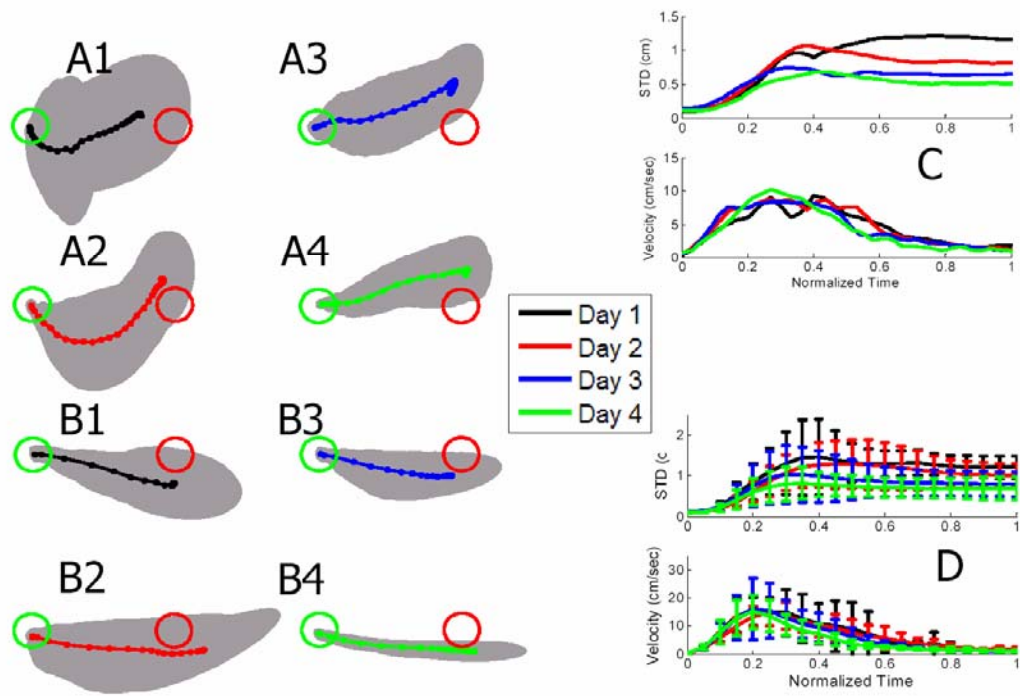 A1
A3
A2
A4
B1
B3
B2
B4
STD (cm)
1.5
1
0.5
0
0 0.2 0.4 0.6 0.8 1
C
Velocity (cm/sec)
15
10
5
0
0 0.2 0.4 0.6 0.8 1
Normalized Time
Day 1
Day 2
Day 3
Day 4
STD (c
2
1
0
0 0.2 0.4 0.6 0.8 1
D
Velocity (cm/sec)
30
20
10
0
0 0.2 0.4 0.6 0.8 1
Normalized Time